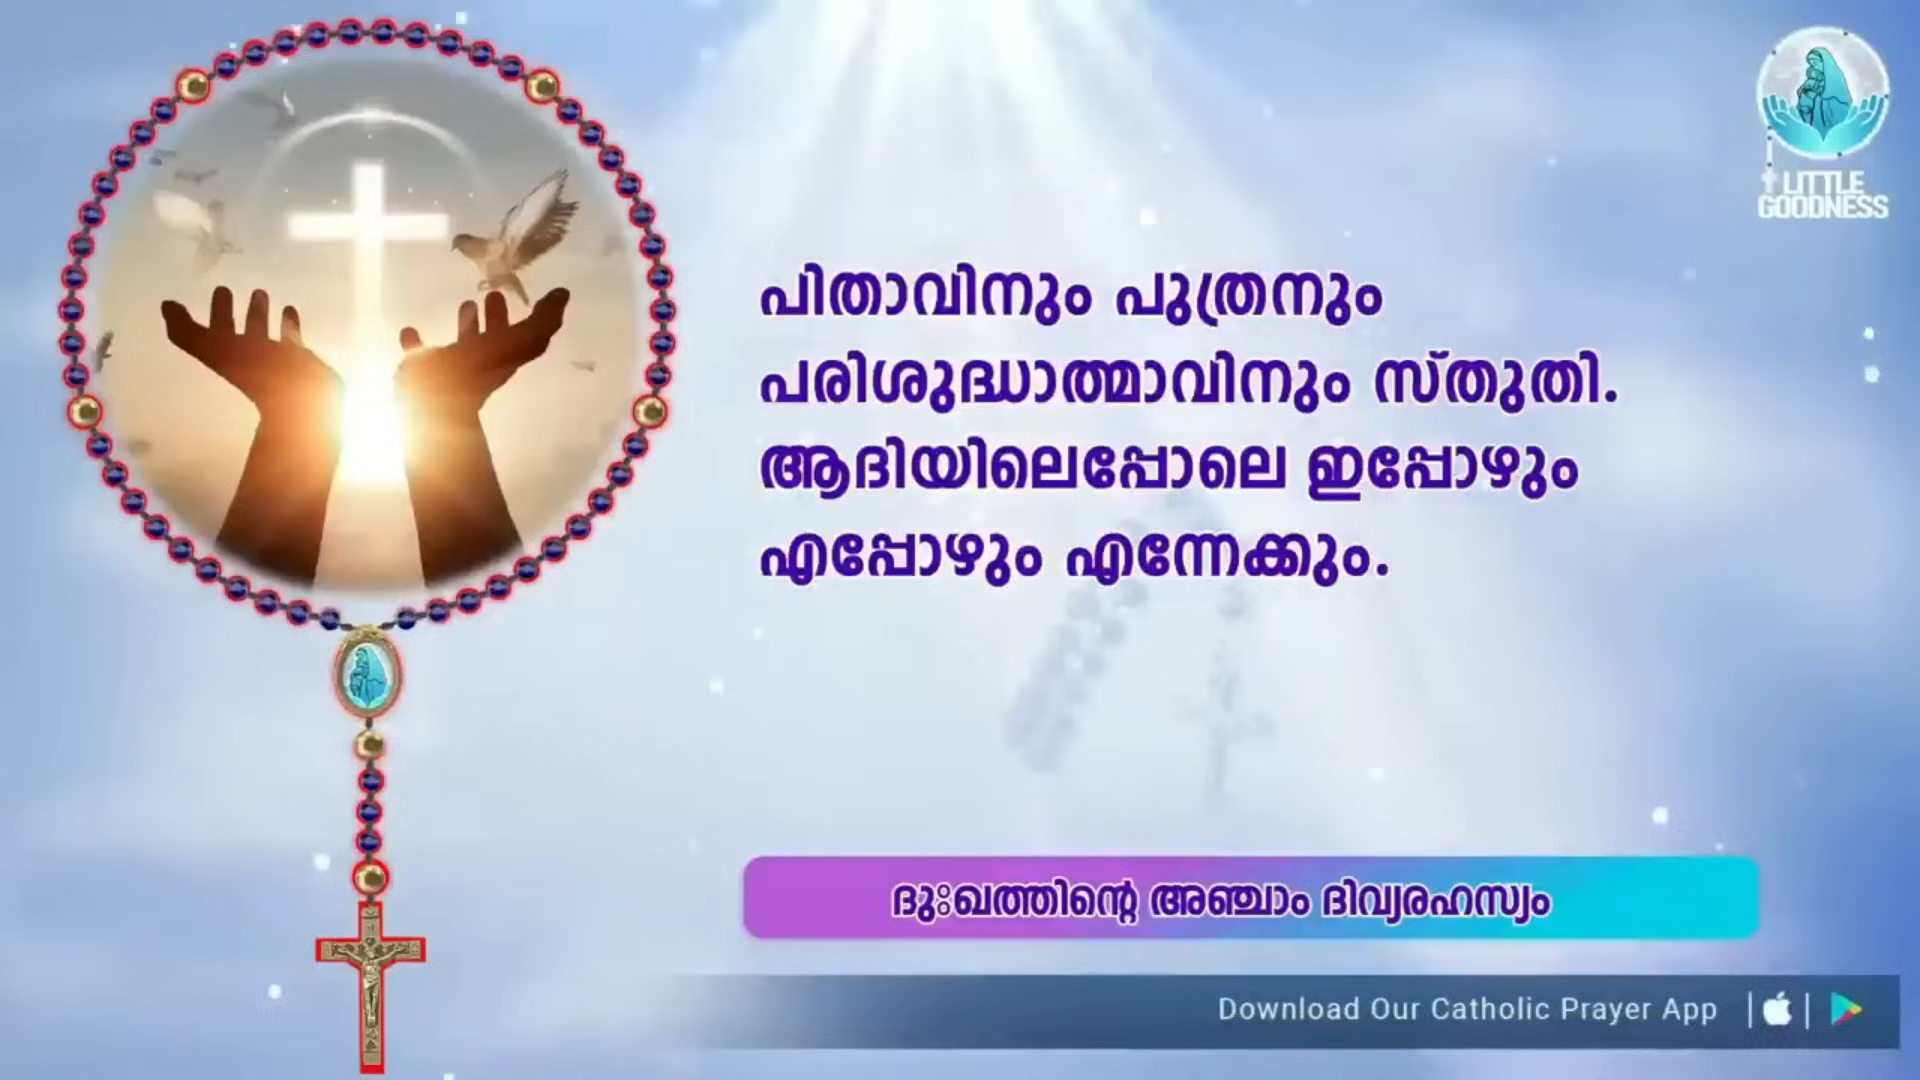 LITTLE
GOODNESS
പിതാവിനും പുത്രനും
പരിശുദ്ധാത്മാവിനും സ്തുതി.
ആദിയിലെപ്പോലെ ഇപ്പോഴും
എപ്പോഴും എന്നേക്കും.
ദുഃഖത്തിന്റെ അഞ്ചാം ദിവ്യരഹസ്യം
Download Our Catholic Prayer App